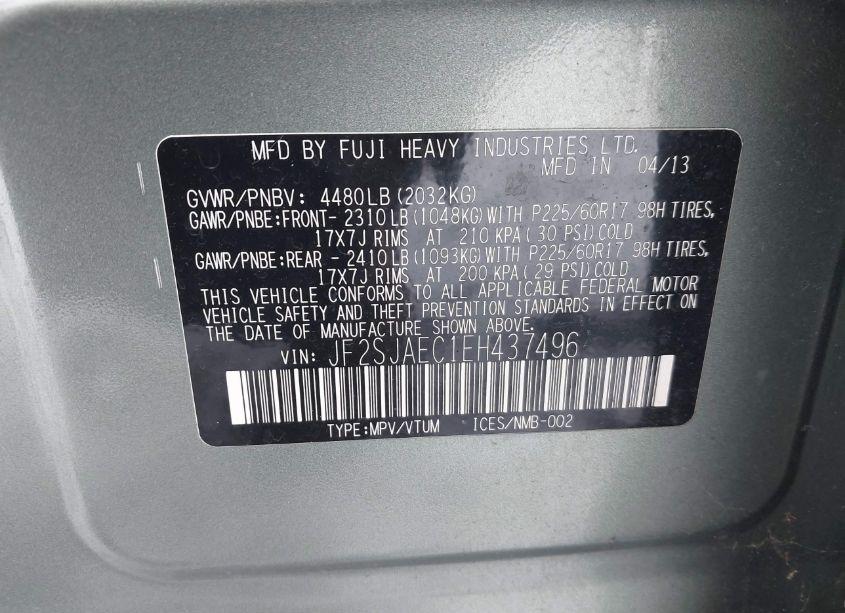 MFD BY FUJI HEAVY INDUSTRIES LTD.
MFD IN 04/13
GVWR/PNBV: 4480LB(2032KG)
GAWR/PNBE:FRONT- 2310LB(1048KG)WITH P225/60R17 98H TIRES,
17X7J RIMS AT 210 KPA( 30 PSI)COLD
GAWR/PNBE:REAR - 2410LB(1093KG)WITH P225/60R17 98H TIRES,
17X7J RIMS AT 200 KPA( 29 PSI)COLD
THIS VEHICLE CONFORMS TO ALL APPLICABLE FEDERAL MOTOR
VEHICLE SAFETY AND THEFT PREVENTION STANDARDS IN EFFECT ON
THE DATE OF MANUFACTURE SHOWN ABOVE.
VIN: JF2SJAEC1EH437496
TYPE:MPV/VTUM ICES/NMB-002